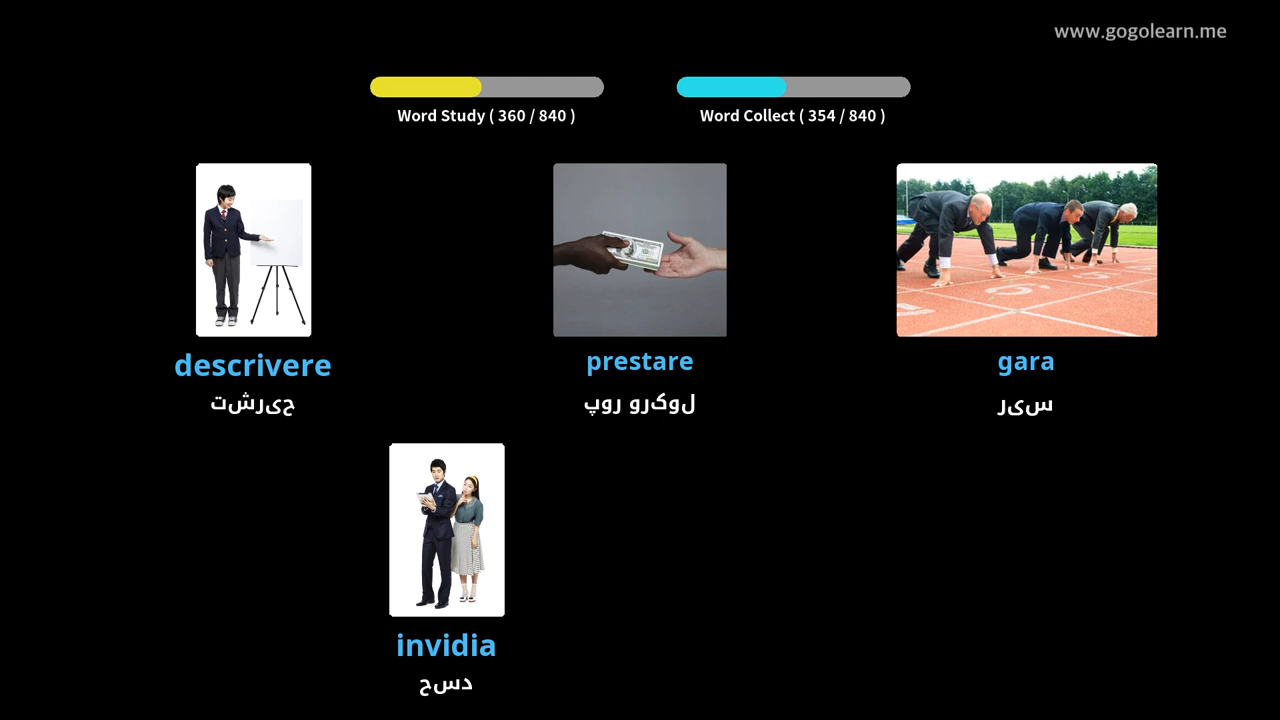 www.gogolearn.me
Word Study ( 360 / 840 )
Word Collect ( 354 / 840 )
descrivere
حیرشت
prestare
لوکرو روپ
gara
سیر
invidia
دسح